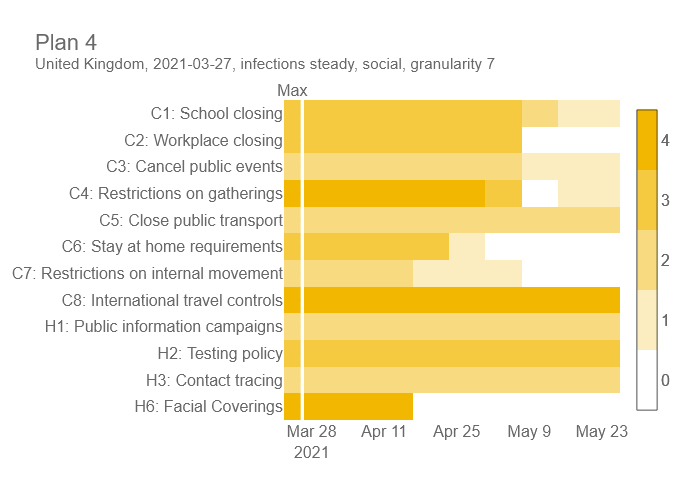 Plan 4
United Kingdom, 2021-03-27, infections steady, social, granularity 7
Max
C1: School closing
C2: Workplace closing
C3: Cancel public events
C4: Restrictions on gatherings
C5: Close public transport
C6: Stay at home requirements
C7: Restrictions on internal movement
C8: International travel controls
H1: Public information campaigns
H2: Testing policy
H3: Contact tracing
H6: Facial Coverings
Mar 28 Apr 11 Apr 25 May 9 May 23
2021
4
3
2
1
0